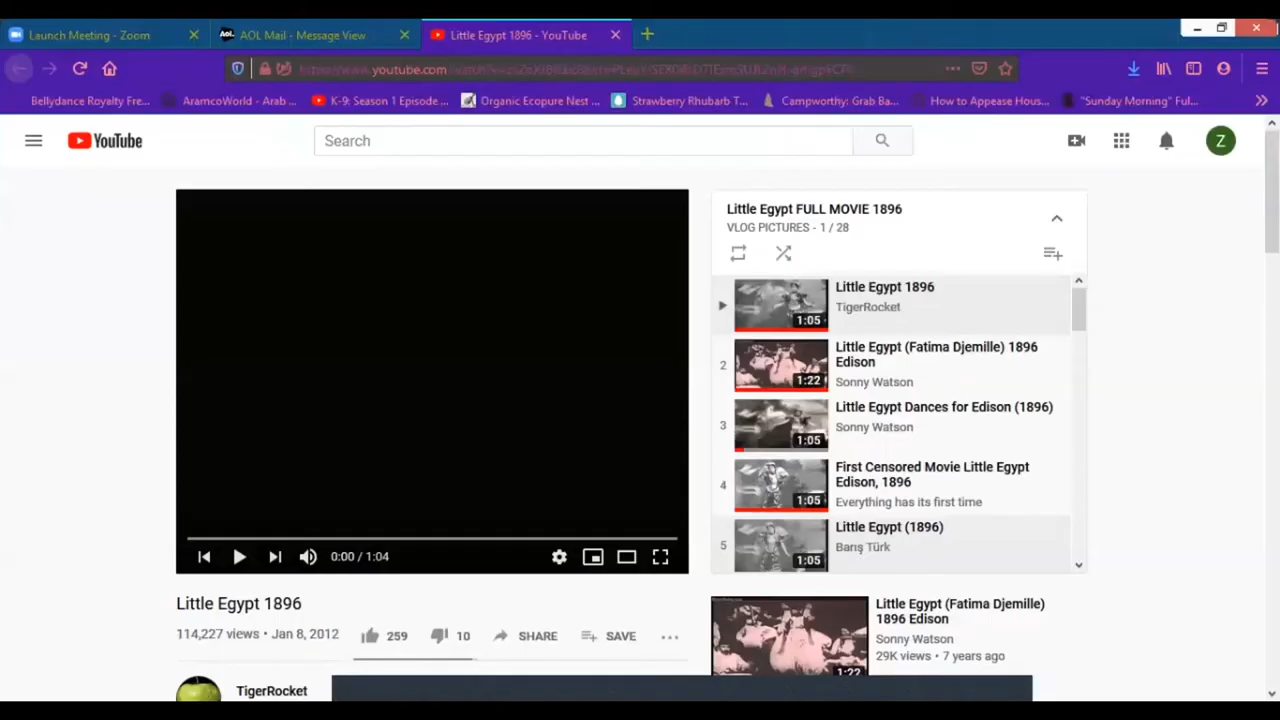 Launch Meeting - Zoom
AOL Mail - Message View
Little Egypt 1896 - YouTube
youtube.com
Bellydance Royalty Fre...
AramcoWorld - Arab ...
K-9: Season 1 Episode ...
Organic Ecopure Nest ...
Strawberry Rhubarb T...
Campworthy: Grab Ba...
How to Appease Hous...
"Sunday Morning" Ful...
YouTube
Search
Z
Little Egypt FULL MOVIE 1896
VLOG PICTURES - 1 / 28
Little Egypt 1896
TigerRocket
1:05
2
Little Egypt (Fatima Djemille) 1896
Edison
Sonny Watson
1:22
3
Little Egypt Dances for Edison (1896)
Sonny Watson
1:05
4
First Censored Movie Little Egypt
Edison, 1896
Everything has its first time
1:05
5
Little Egypt (1896)
Barış Türk
1:05
0:00 / 1:04
Little Egypt 1896
114,227 views • Jan 8, 2012
259
10
SHARE
SAVE
TigerRocket
Little Egypt (Fatima Djemille)
1896 Edison
Sonny Watson
29K views • 7 years ago
1:22